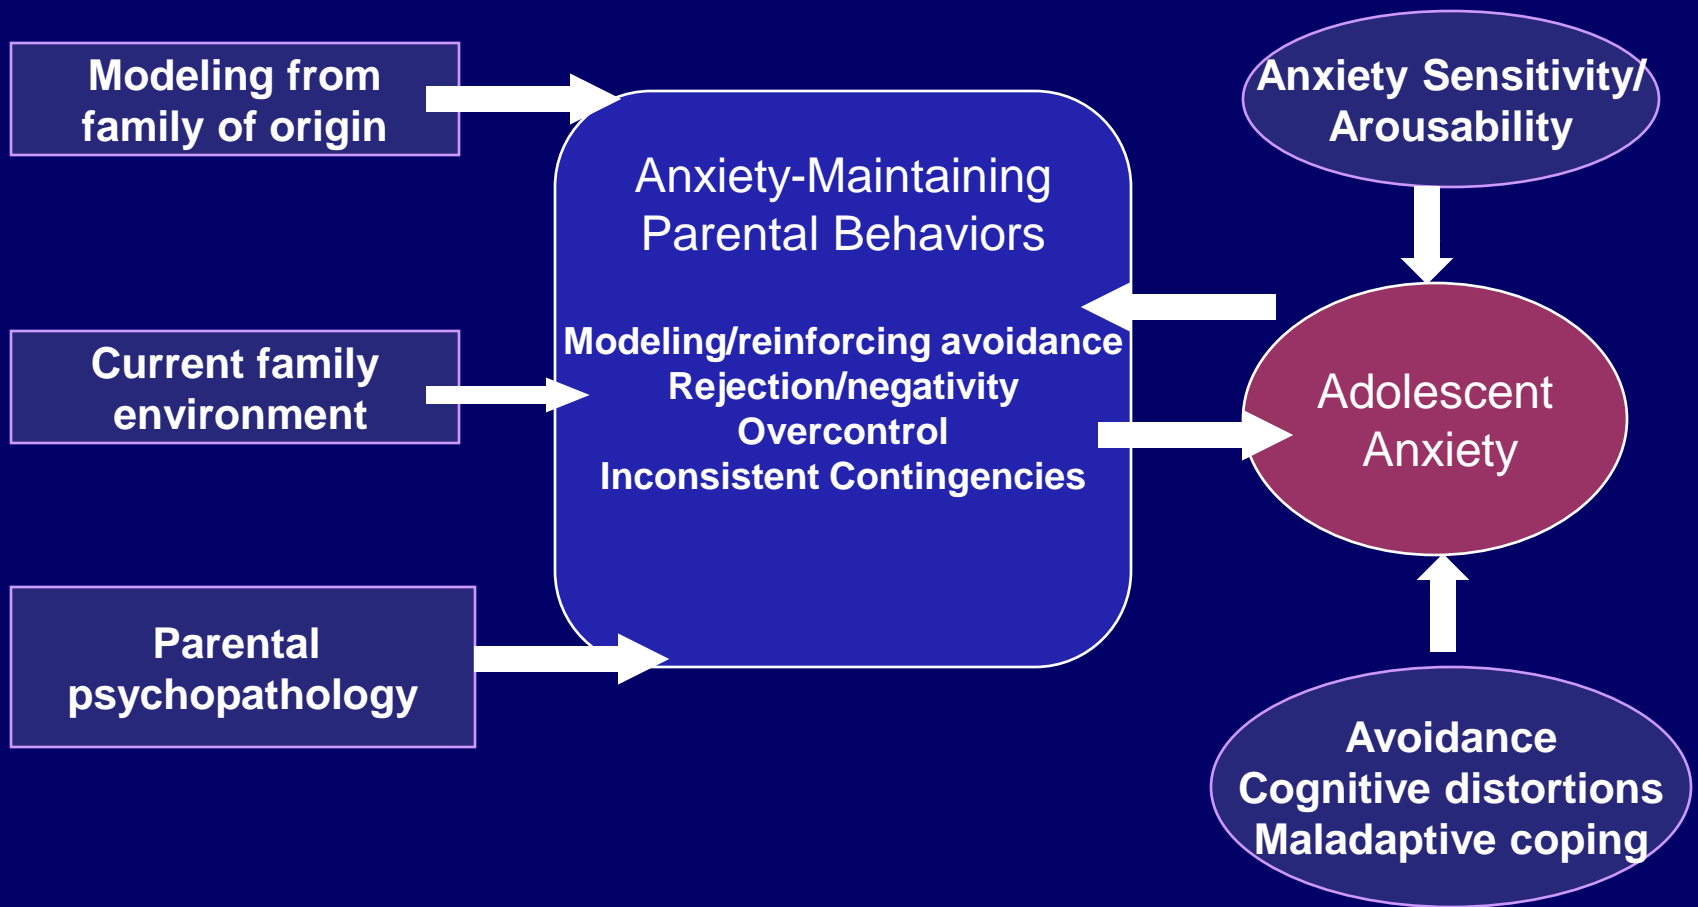 Modeling from
family of origin
Current family
environment
Parental
psychopathology
Anxiety-Maintaining
Parental Behaviors
Modeling/reinforcing avoidance
Rejection/negativity
Overcontrol
Inconsistent Contingencies
Anxiety Sensitivity/
Arousability
Adolescent
Anxiety
Avoidance
Cognitive distortions
Maladaptive coping